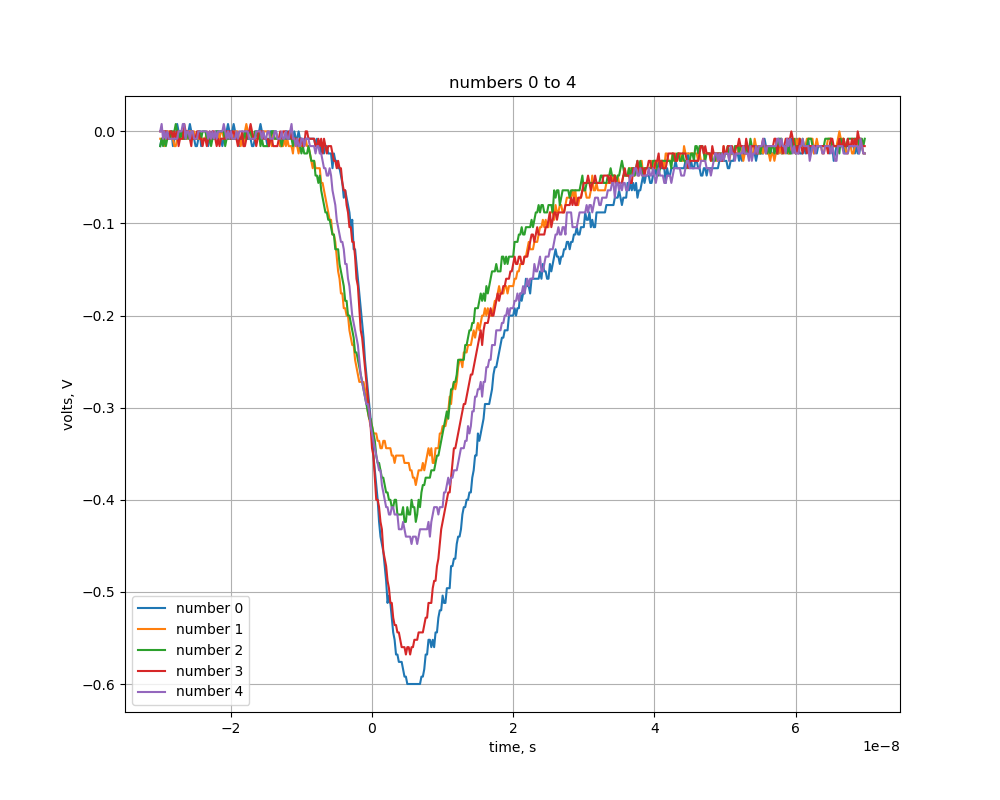 numbers 0 to 4
volts, V
0.0
−0.1
−0.2
−0.3
−0.4
−0.5
−0.6
number 0
number 1
number 2
number 3
number 4
−2
0
2
4
6
time, s
1e−8